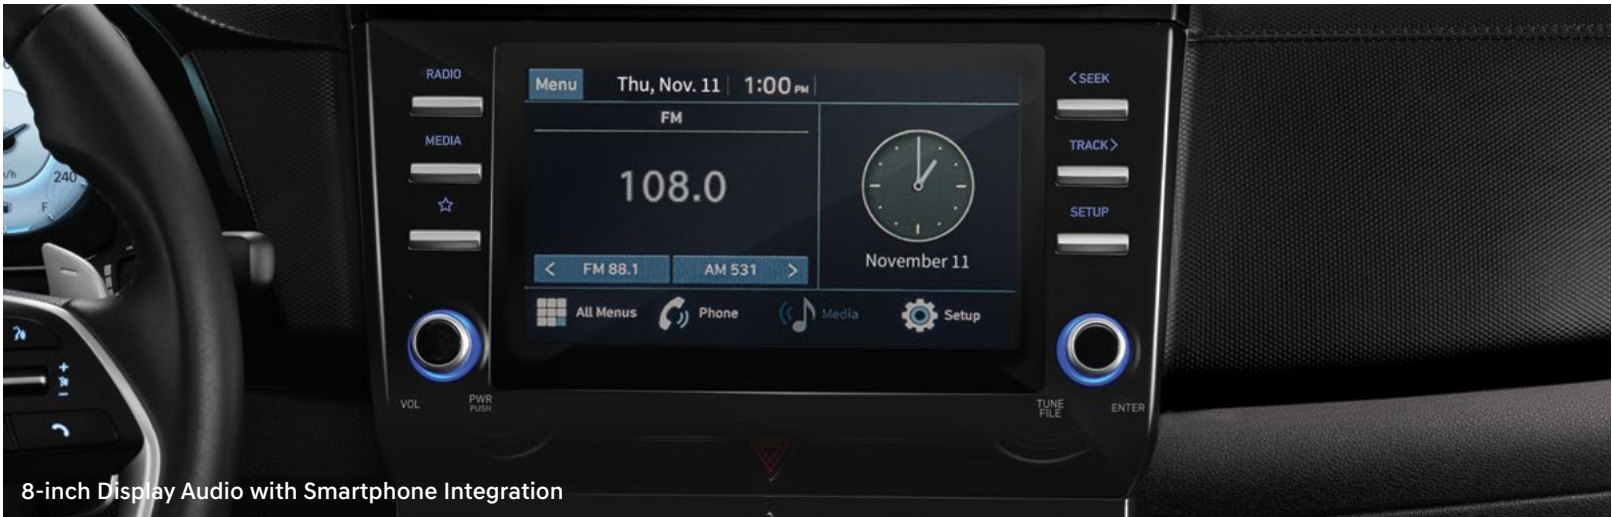 RADIO
MEDIA
VOL
PWR
PUSH
Menu Thu, Nov. 11 1:00 PM
FM
108.0
< FM 88.1 AM 531 >
November 11
All Menus Phone Media Setup
<SEEK
TRACK>
SETUP
TUNE
FILE
ENTER
240
F
+
-
8-inch Display Audio with Smartphone Integration